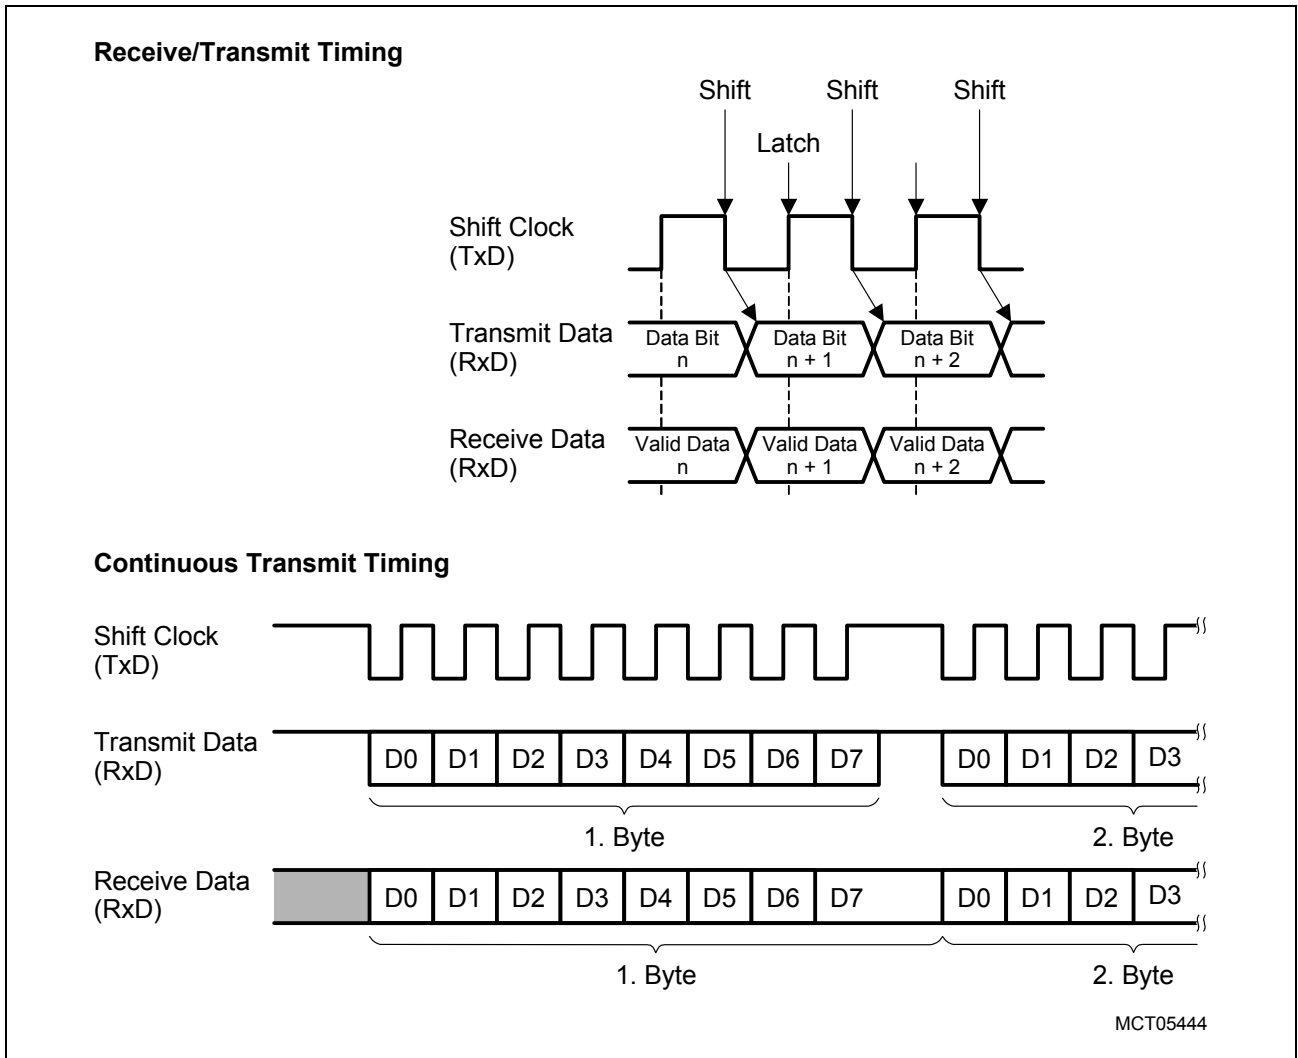 Receive/Transmit Timing
Shift Shift Shift
Latch
Shift Clock
(TxD)
Transmit Data
(RxD)
Data Bit
n
Data Bit
n + 1
Data Bit
n + 2
Receive Data
(RxD)
Valid Data
n
Valid Data
n + 1
Valid Data
n + 2
Continuous Transmit Timing
Shift Clock
(TxD)
Transmit Data
(RxD)
D0 D1 D2 D3 D4 D5 D6 D7 D0 D1 D2 D3
1. Byte 2. Byte
Receive Data
(RxD)
D0 D1 D2 D3 D4 D5 D6 D7 D0 D1 D2 D3
1. Byte 2. Byte
MCT05444